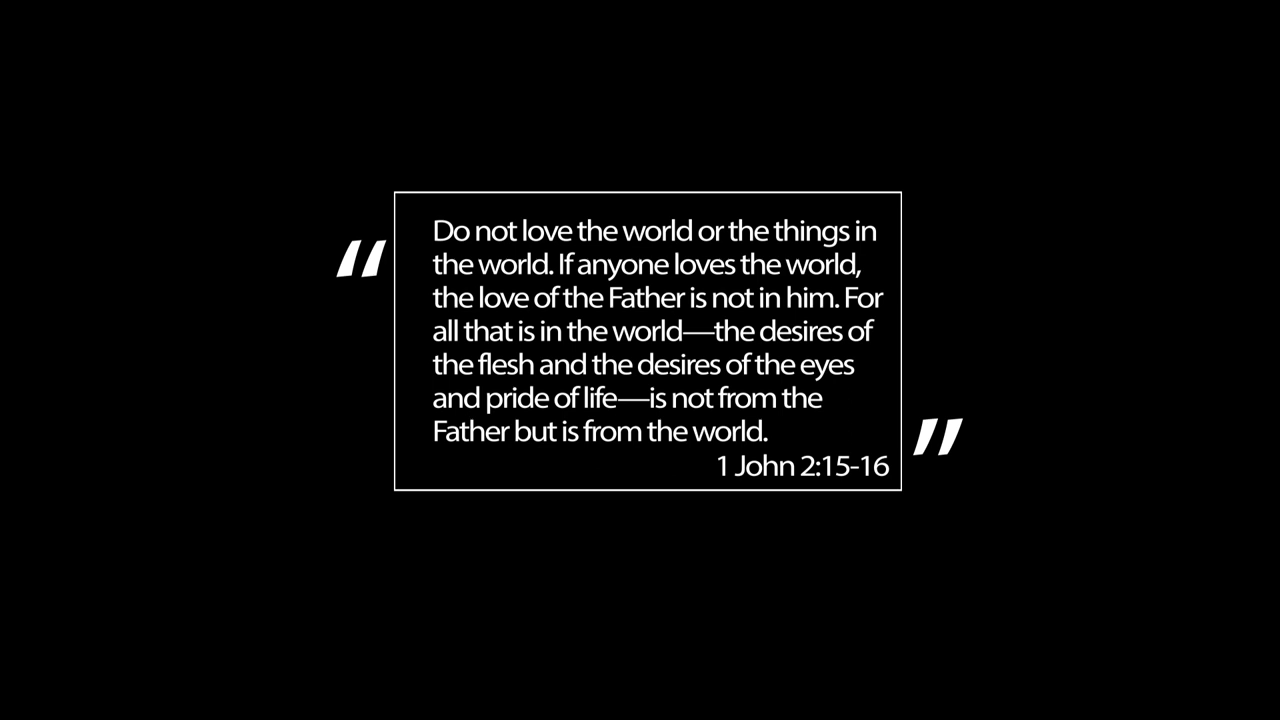 “
Do not love the world or the things in
the world. If anyone loves the world,
the love of the Father is not in him. For
all that is in the world—the desires of
the flesh and the desires of the eyes
and pride of life—is not from the
Father but is from the world.
1 John 2:15-16
”